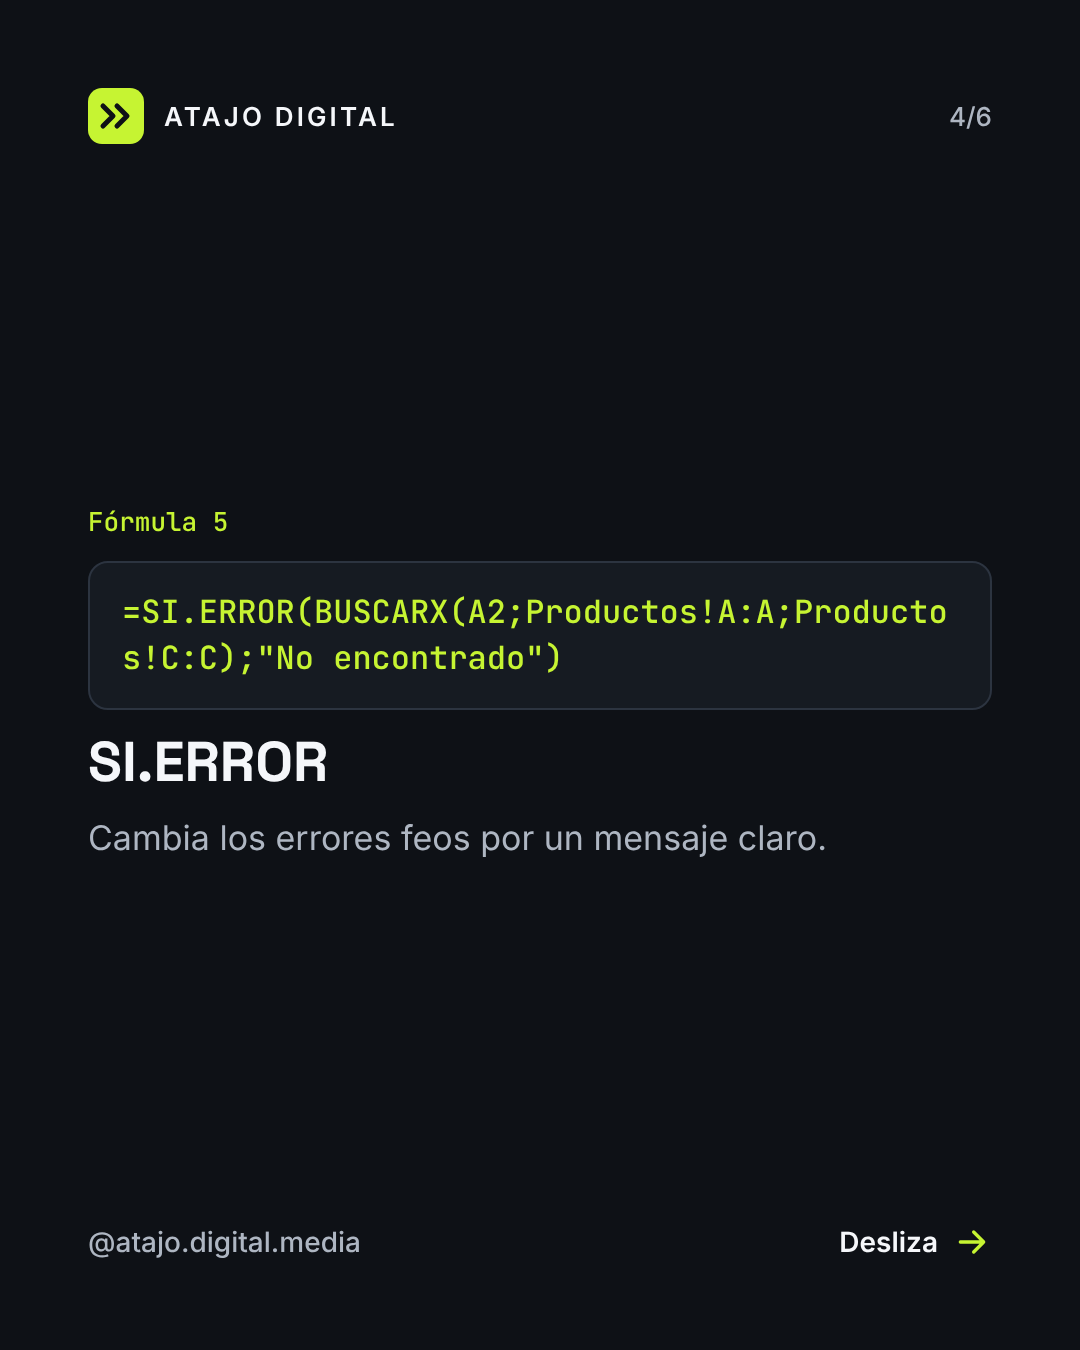 ATAJO DIGITAL
4/6
Fórmula 5
=SI.ERROR(BUSCARX(A2;Productos!A:A;Producto
s!C:C);"No encontrado")
SI.ERROR
Cambia los errores feos por un mensaje claro.
@atajo.digital.media
Desliza →